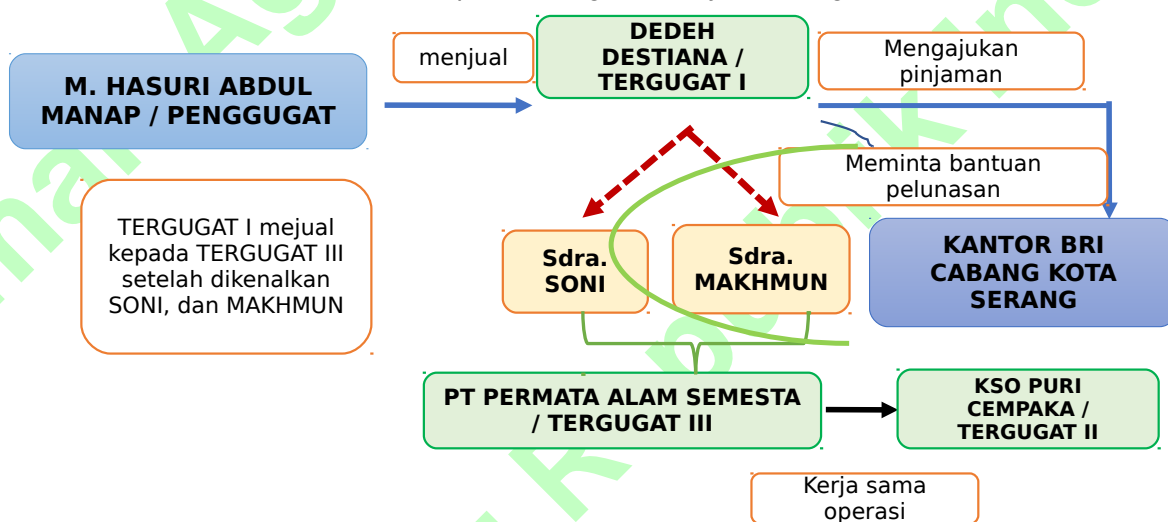 menjual
DEDEH
DESTIANA /
TERGUGAT I
Mengajukan
pinjaman
M. HASURI ABDUL
MANAP / PENGGUGAT
Meminta bantuan
pelunasan
TERGUGAT I mejual
kepada TERGUGAT III
setelah dikenalkan
SONI, dan MAKHMUN
Sdra.
SONI
Sdra.
MAKHMUN
KANTOR BRI
CABANG KOTA
SERANG
PT PERMATA ALAM SEMESTA
/ TERGUGAT III
KSO PURI
CEMPAKA /
TERGUGAT II
Kerja sama
operasi